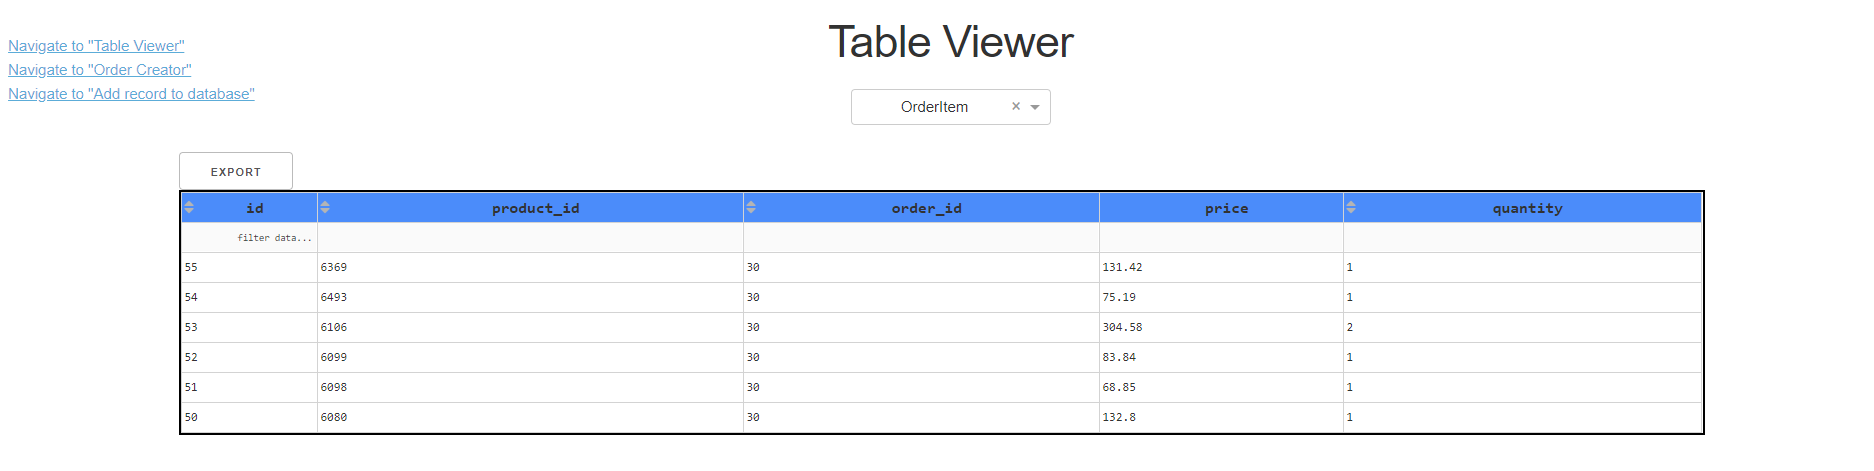 Table Viewer
Navigate to "Table Viewer"
Navigate to "Order Creator"
Navigate to "Add record to database"
OrderItem × 
EXPORT
id product_id order_id price quantity
filter data...
55 6369 30 131.42 1
54 6493 30 75.19 1
53 6106 30 304.58 2
52 6099 30 83.84 1
51 6098 30 68.85 1
50 6080 30 132.8 1